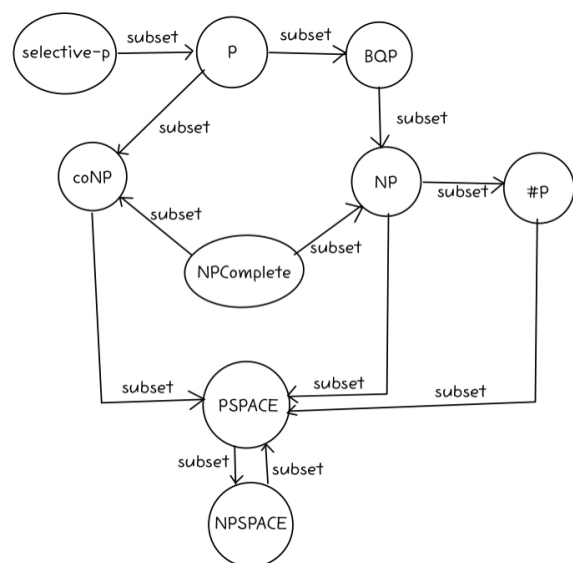 subset
subset
selective-p
P
BQP
subset
subset
coNP
NP
subset
#P
subset
subset
NPComplete
subset
subset
subset
PSPACE
subset
subset
NPSPACE